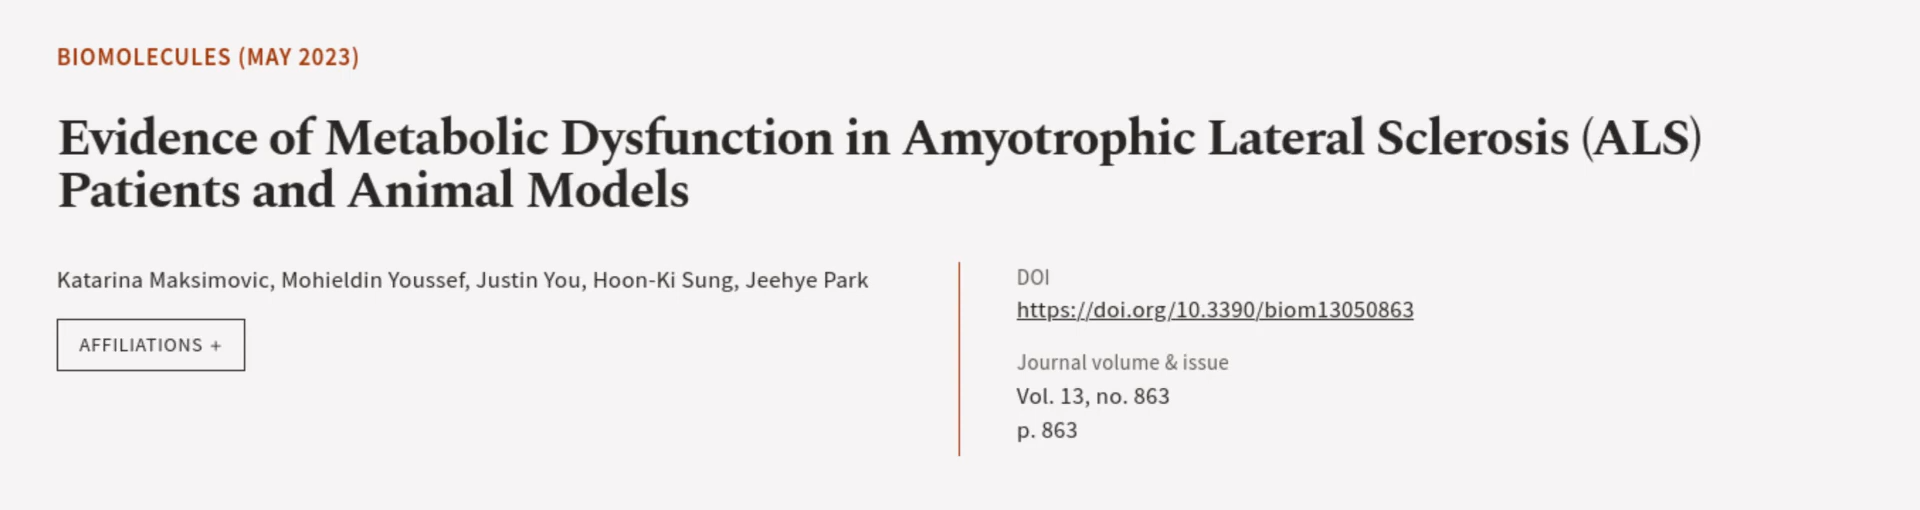 BIOMOLECULES (MAY 2023)
Evidence of Metabolic Dysfunction in Amyotrophic Lateral Sclerosis (ALS)
Patients and Animal Models
Katarina Maksimovic, Mohieldin Youssef, Justin You, Hoon-Ki Sung, Jeehye Park
AFFILIATIONS +
DOI
https://doi.org/10.3390/biom13050863
Journal volume & issue
Vol. 13, no. 863
p. 863